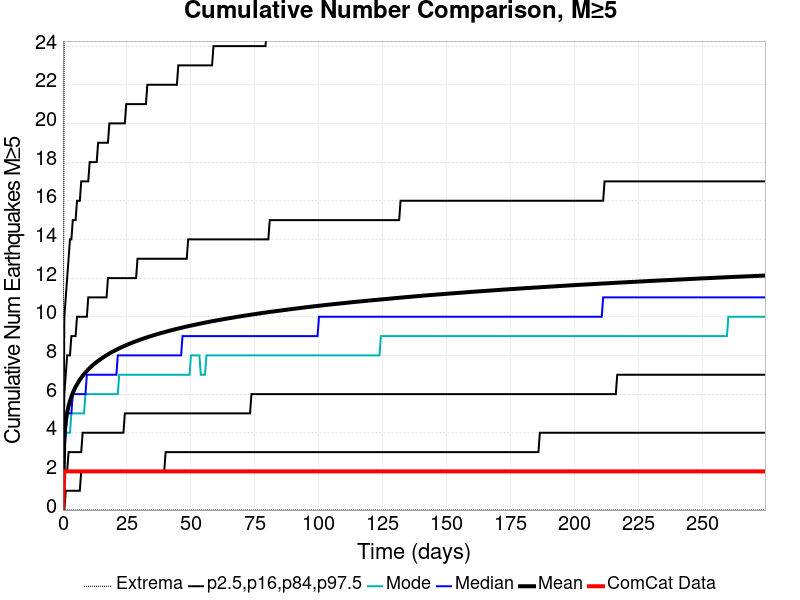 Cumulative Number Comparison, M≥5
Cumulative Num Earthquakes M≥5
24
22
20
18
16
14
12
10
8
6
4
2
0
0 25 50 75 100 125 150 175 200 225 250
Time (days)
Extrema p2.5,p16,p84,p97.5 Mode Median Mean ComCat Data